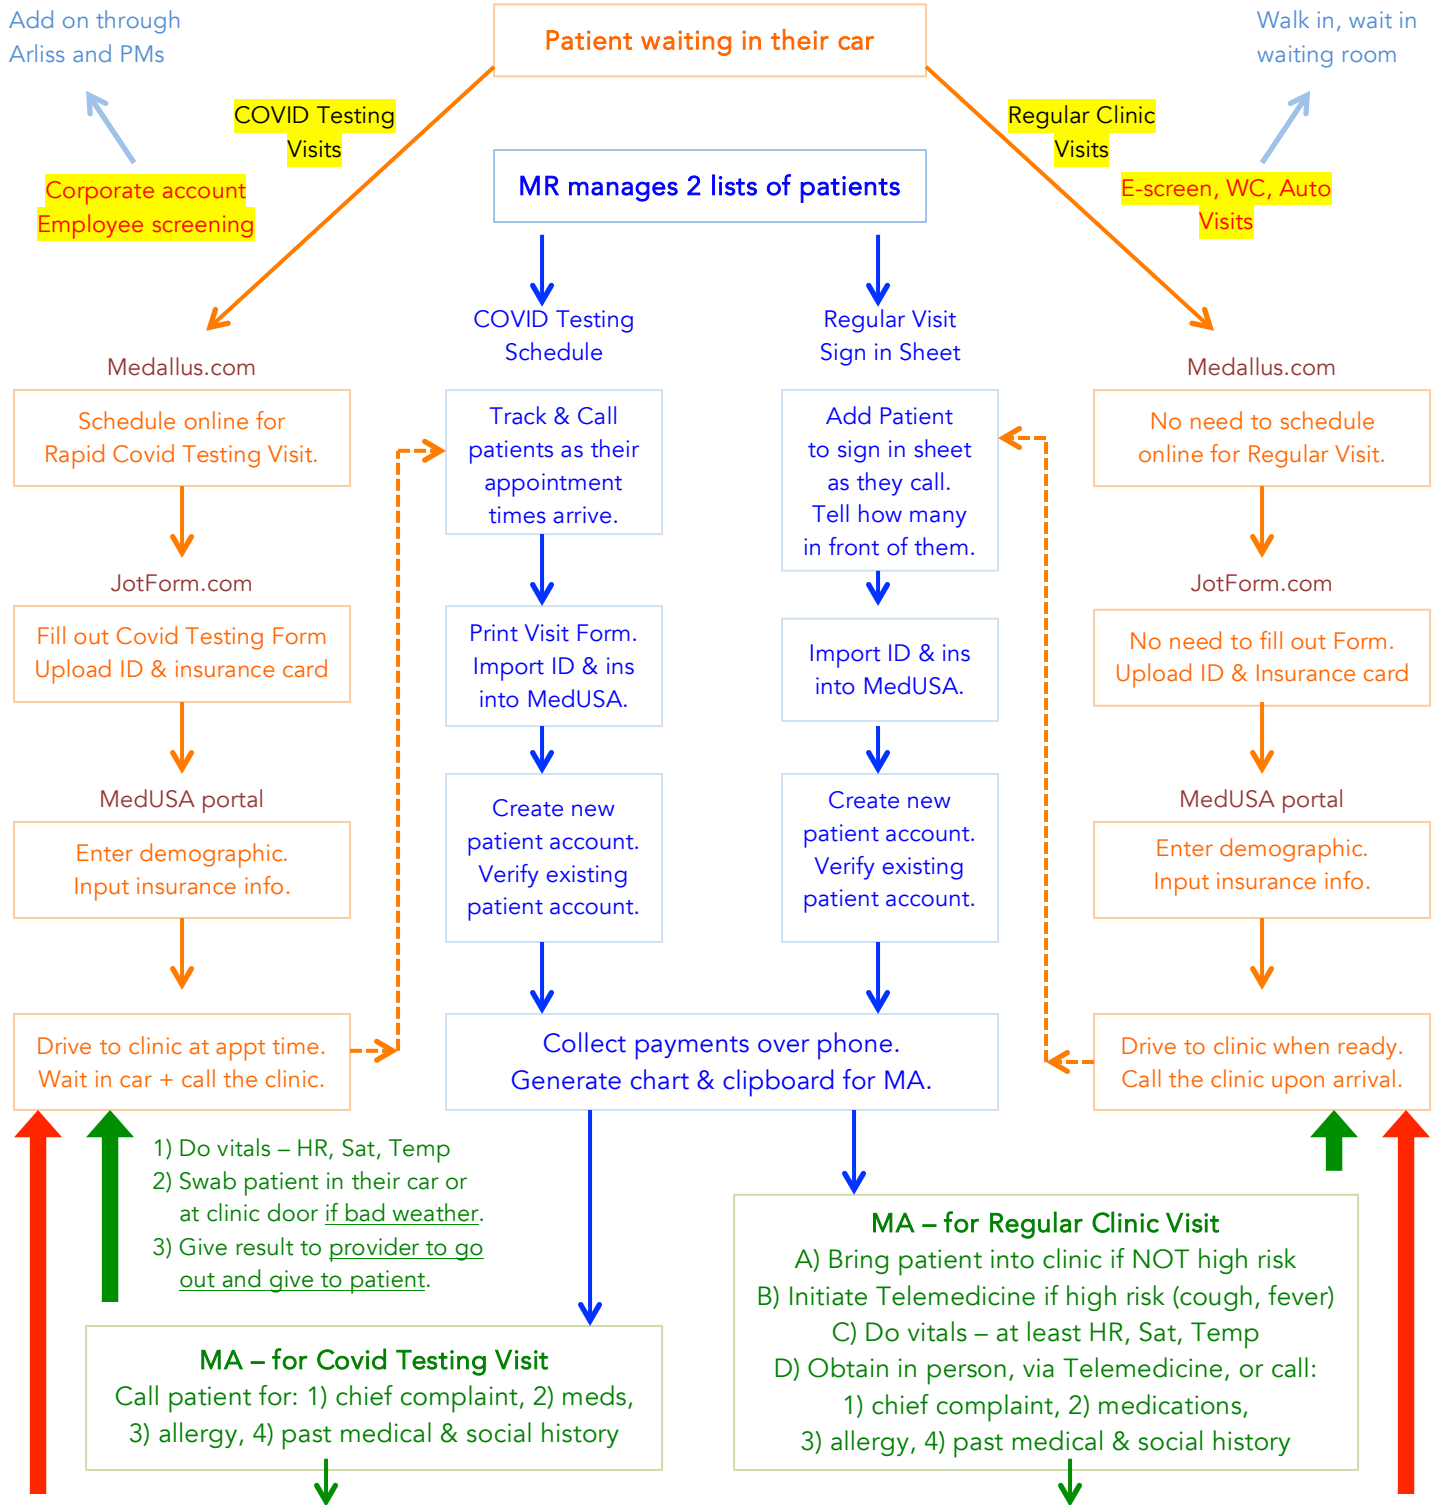 Add on through
Arliss and PMs
Patient waiting in their car
Walk in, wait in
waiting room
COVID Testing
Visits
Regular Clinic
Visits
Corporate account
Employee screening
MR manages 2 lists of patients
E-screen, WC, Auto
Visits
COVID Testing
Schedule
Regular Visit
Sign in Sheet
Medallus.com
Schedule online for
Rapid Covid Testing Visit.
Track & Call
patients as their
appointment
times arrive.
Add Patient
to sign in sheet
as they call.
Tell how many
in front of them.
Medallus.com
No need to schedule
online for Regular Visit.
JotForm.com
Fill out Covid Testing Form
Upload ID & insurance card
Print Visit Form.
Import ID & ins
into MedUSA.
Import ID & ins
into MedUSA.
JotForm.com
No need to fill out Form.
Upload ID & Insurance card
MedUSA portal
Enter demographic.
Input insurance info.
Create new
patient account.
Verify existing
patient account.
Create new
patient account.
Verify existing
patient account.
MedUSA portal
Enter demographic.
Input insurance info.
Drive to clinic at appt time.
Wait in car + call the clinic.
Collect payments over phone.
Generate chart & clipboard for MA.
Drive to clinic when ready.
Call the clinic upon arrival.
1) Do vitals – HR, Sat, Temp
2) Swab patient in their car or
at clinic door if bad weather.
3) Give result to provider to go
out and give to patient.
MA – for Covid Testing Visit
Call patient for: 1) chief complaint, 2) meds,
3) allergy, 4) past medical & social history
MA – for Regular Clinic Visit
A) Bring patient into clinic if NOT high risk
B) Initiate Telemedicine if high risk (cough, fever)
C) Do vitals – at least HR, Sat, Temp
D) Obtain in person, via Telemedicine, or call:
1) chief complaint, 2) medications,
3) allergy, 4) past medical & social history